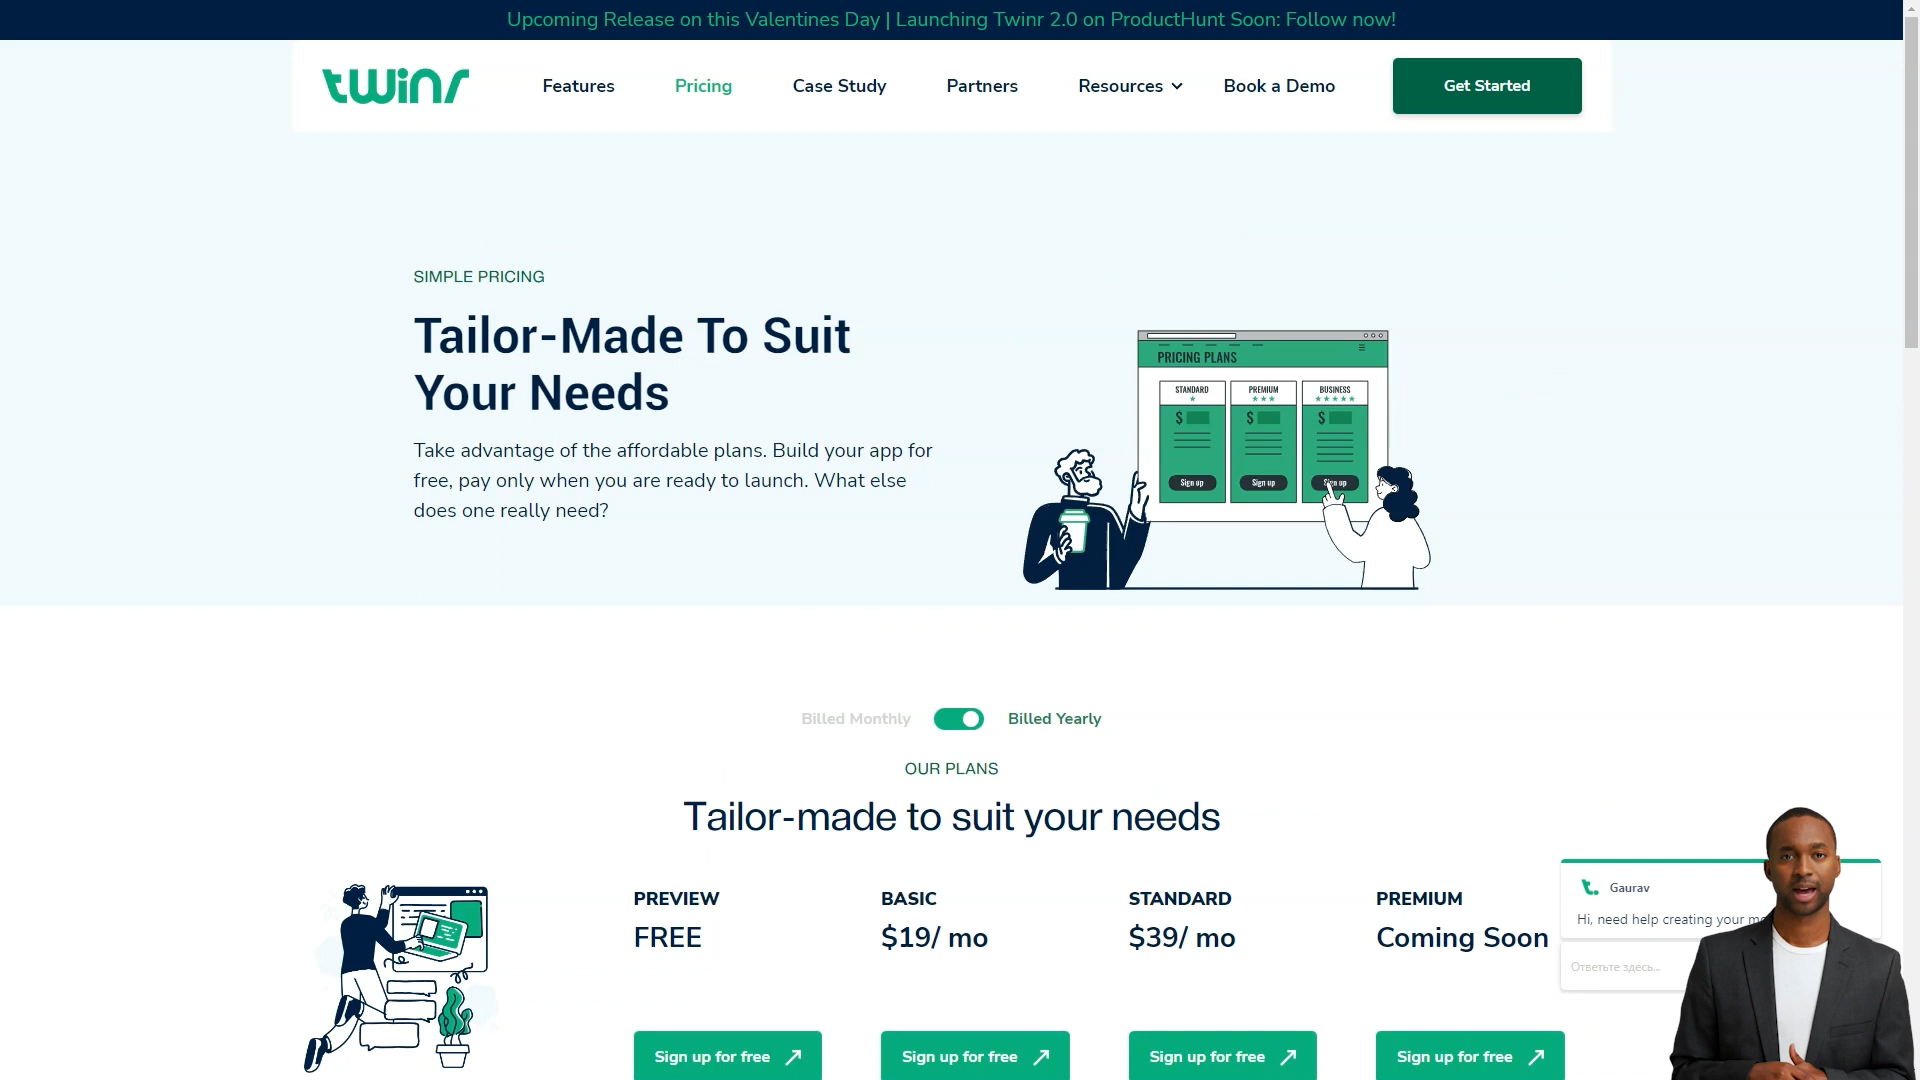 Upcoming Release on this Valentines Day | Launching Twinr 2.0 on ProductHunt Soon: Follow now!
twinr
Features
Pricing
Case Study
Partners
Resources
Book a Demo
Get Started
SIMPLE PRICING
Tailor-Made To Suit
Your Needs
Take advantage of the affordable plans. Build your app for
free, pay only when you are ready to launch. What else
does one really need?
PRICING PLANS
STANDARD
PREMIUM
BUSINESS
$
$
$
Sign up
Sign up
Sign up
Billed Monthly
Billed Yearly
OUR PLANS
Tailor-made to suit your needs
PREVIEW
FREE
Sign up for free
BASIC
$19/ mo
Sign up for free
STANDARD
$39/ mo
Sign up for free
PREMIUM
Coming Soon
Sign up for free
t.
Gaurav
Hi, need help creating your
Ответьте здесь...